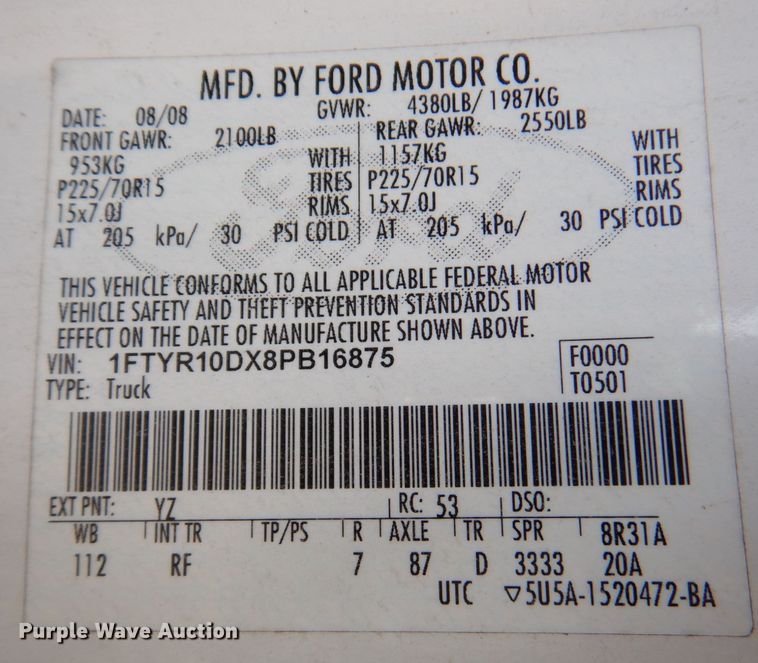 MFD. BY FORD MOTOR CO.
DATE: 08/08 GVWR: 4380LB/ 1987KG
FRONT GAWR: 2100LB REAR GAWR: 2550LB
953KG WITH 1157KG WITH
P225/70R15 TIRES P225/70R15 TIRES
15x7.0J RIMS 15x7.0J RIMS
AT 205 kPa/ 30 PSI COLD AT 205 kPa/ 30 PSI COLD
THIS VEHICLE CONFORMS TO ALL APPLICABLE FEDERAL MOTOR
VEHICLE SAFETY AND THEFT PREVENTION STANDARDS IN
EFFECT ON THE DATE OF MANUFACTURE SHOWN ABOVE.
VIN: 1FTYR10DX8PB16875 F0000
TYPE: Truck T0501
EXT PNT: YZ RC: 53 DSO:
WB INT TR TP/PS R AXLE TR SPR 8R31A
112 RF 7 87 D 3333 20A
UTC ▽5U5A-1520472-BA
Purple Wave Auction